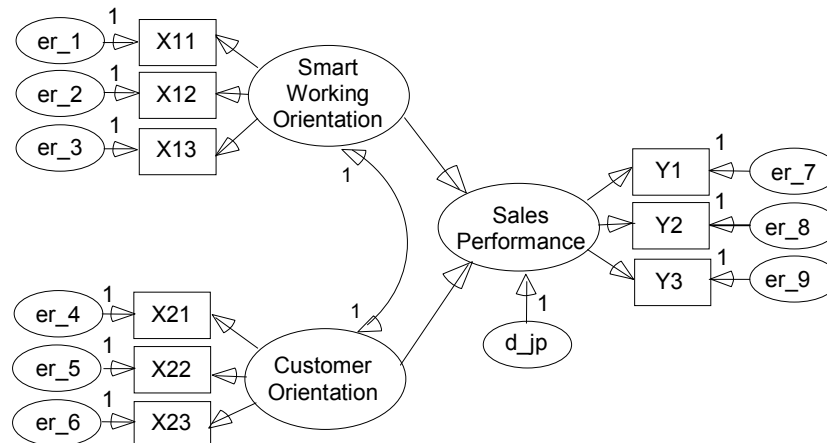 er_1
1
X11
er_2
1
X12
er_3
1
X13
Smart
Working
Orientation
1
er_4
1
X21
er_5
1
X22
er_6
1
X23
1
Customer
Orientation
Sales
Performance
1
d_jp
Y1
1
er_7
Y2
1
er_8
Y3
1
er_9